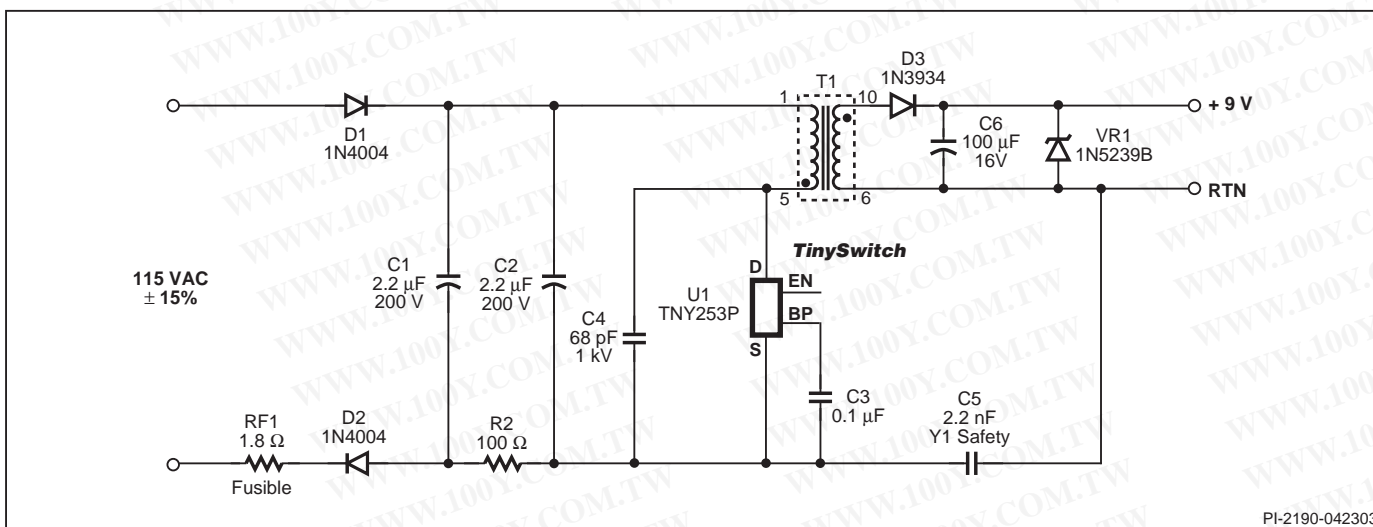 D1
1N4004
T1
1
10
5
6
D3
1N3934
C6
100 µF
16V
VR1
1N5239B
+ 9 V
RTN
115 VAC
± 15%
C1
2.2 µF
200 V
C2
2.2 µF
200 V
C4
68 pF
1 kV
TinySwitch
D
EN
BP
S
U1
TNY253P
C3
0.1 µF
C5
2.2 nF
Y1 Safety
RF1
1.8 Ω
Fusible
D2
1N4004
R2
100 Ω
PI-2190-042303
WWW.100Y.COM.TW